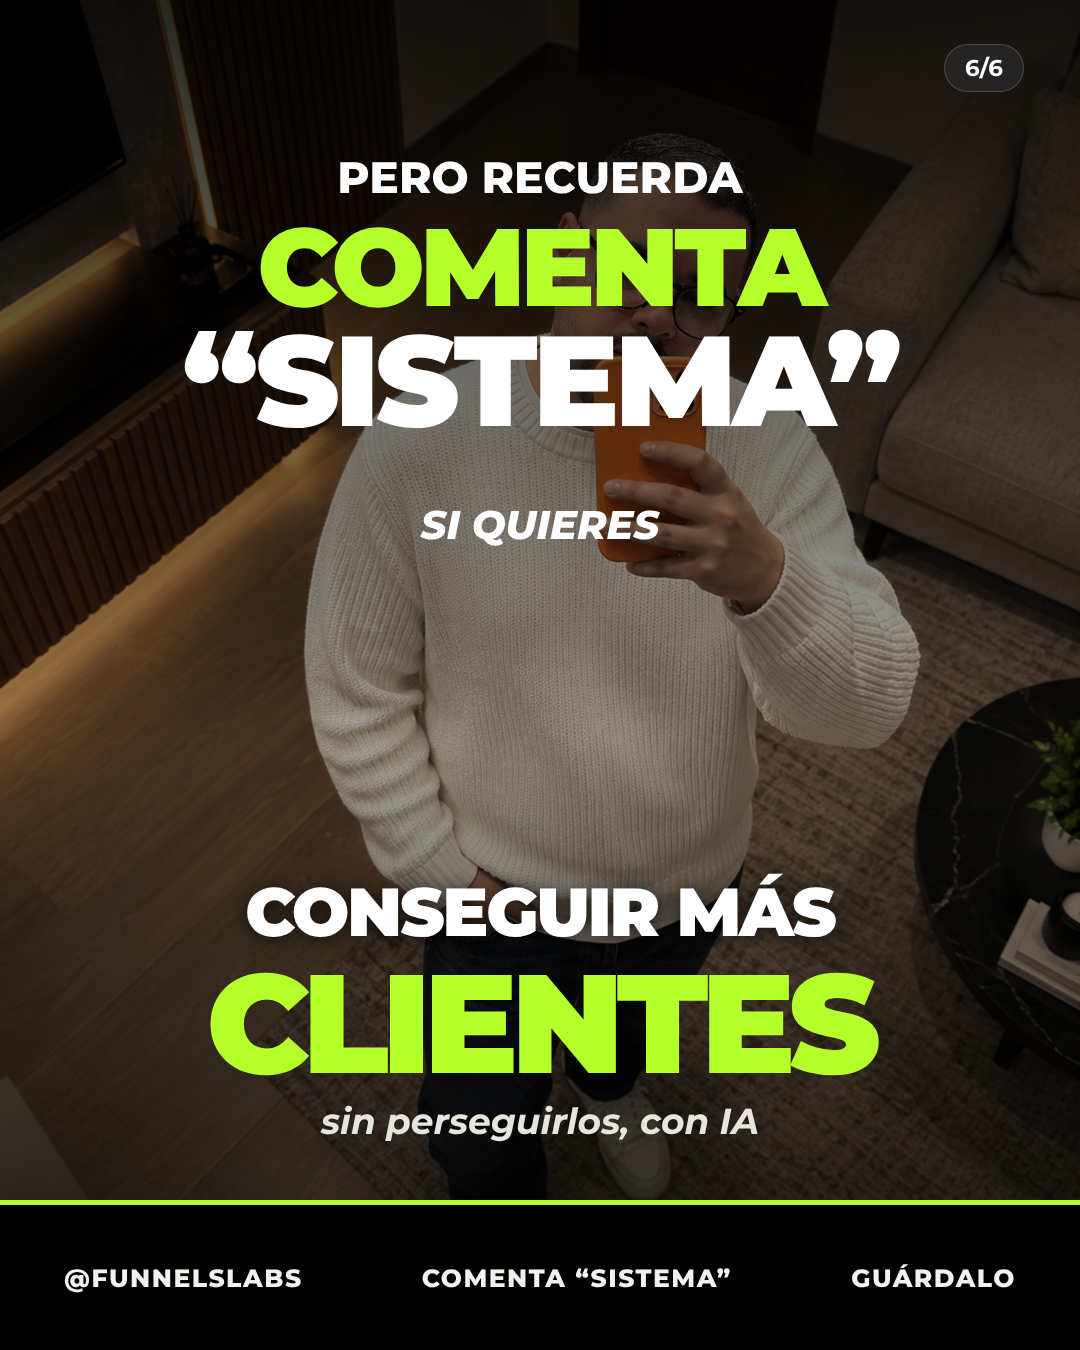 6/6
PERO RECUERDA
COMENTA
“SISTEMA”
SI QUIERES
CONSEGUIR MÁS
CLIENTES
sin perseguirlos, con IA
@FUNNELSLABS
COMENTA “SISTEMA”
GUÁRDALO